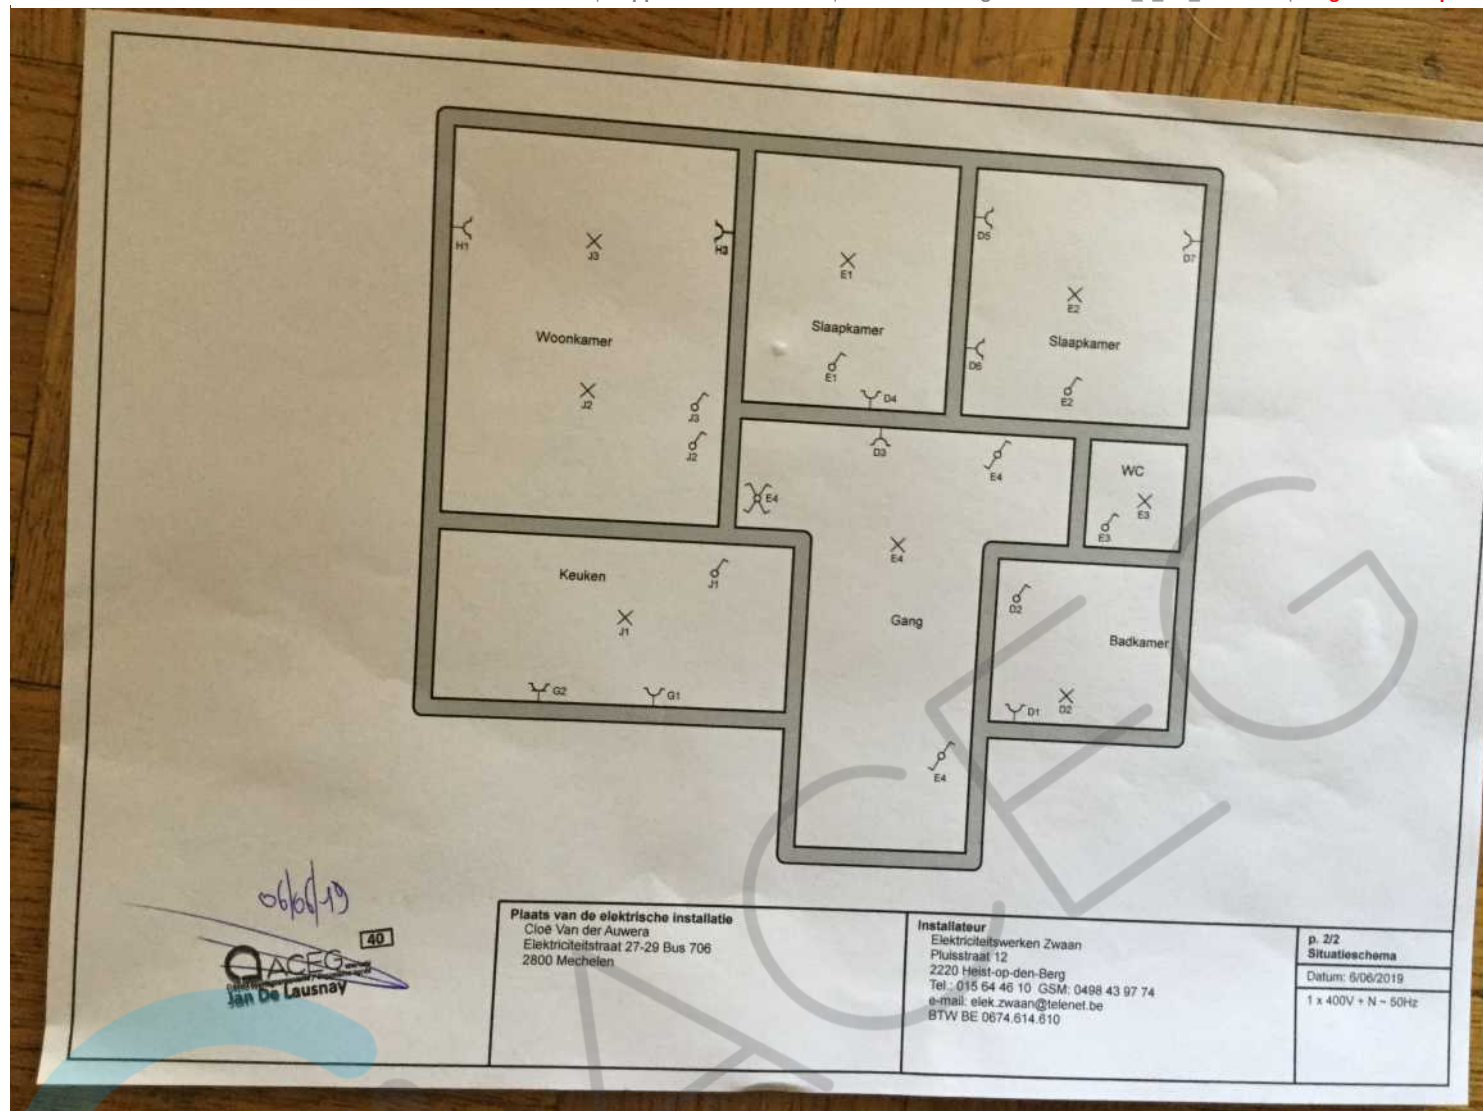 H1
J3
H2
E1
D5
D7
E2
Woonkamer
Slaapkamer
Slaapkamer
D6
E1
E2
J2
D4
J3
J2
D3
E4
WC
E4
E3
E3
E4
Keuken
J1
J1
D2
Gang
Badkamer
G2
G1
D1
D2
E4
06/06/19
40
ACEG
Jan De Lausnay
Plaats van de elektrische installatie
Cloë Van der Auwera
Elektriciteitstraat 27-29 Bus 706
2800 Mechelen
Installateur
Elektriciteitswerken Zwaan
Pluisstraat 12
2220 Heist-op-den-Berg
Tel.: 015 64 46 10 GSM: 0498 43 97 74
e-mail: elek.zwaan@telenet.be
BTW BE 0674.614.610
p. 2/2
Situatieschema
Datum: 6/06/2019
1 x 400V + N ~ 50Hz
ACEG